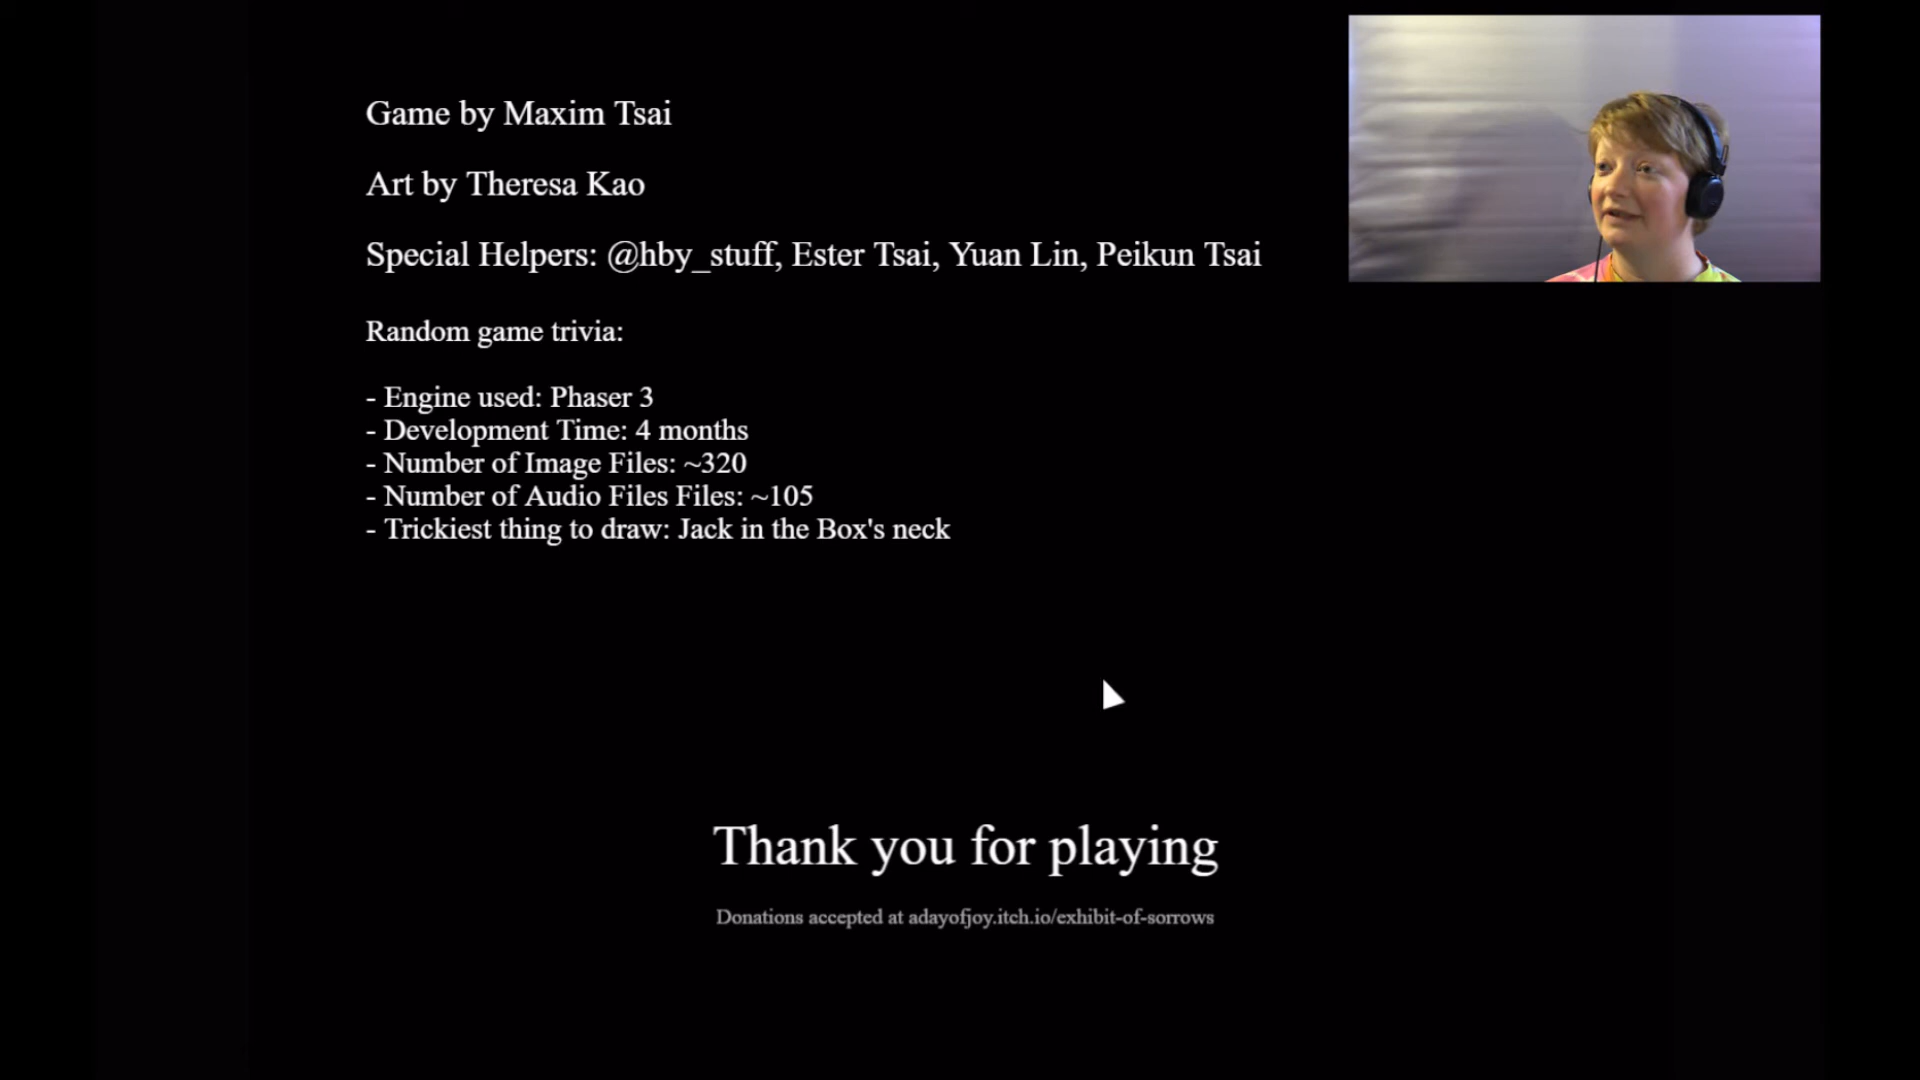 Game by Maxim Tsai
Art by Theresa Kao
Special Helpers: @hby_stuff, Ester Tsai, Yuan Lin, Peikun Tsai
Random game trivia:
- Engine used: Phaser 3
- Development Time: 4 months
- Number of Image Files: ~320
- Number of Audio Files Files: ~105
- Trickiest thing to draw: Jack in the Box's neck
Thank you for playing
Donations accepted at adayofjoy.itch.io/exhibit-of-sorrows